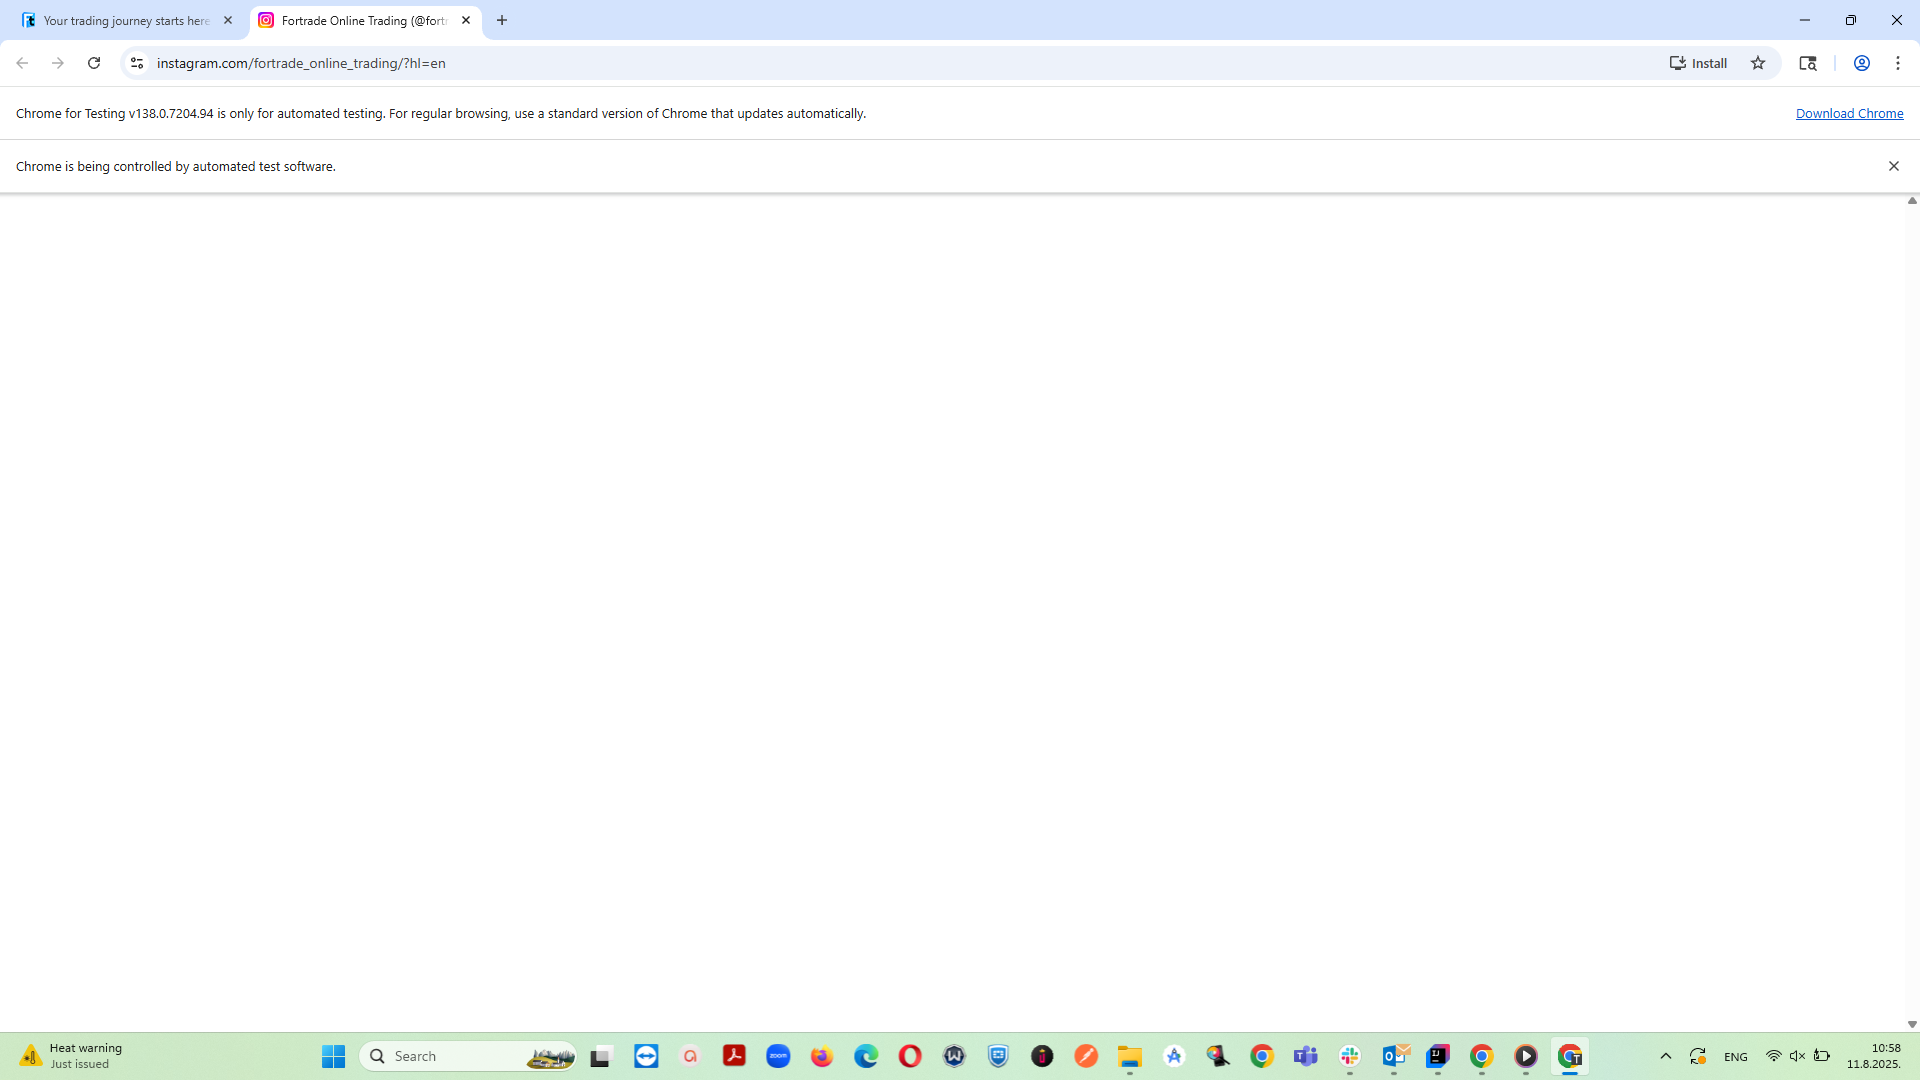 Your trading journey starts here
Fortrade Online Trading (@fortr
instagram.com/fortrade_online_trading/?hl=en
Install
Chrome for Testing v138.0.7204.94 is only for automated testing. For regular browsing, use a standard version of Chrome that updates automatically.
Download Chrome
Chrome is being controlled by automated test software.
Heat warning
Just issued
Search
zoom
ENG
10:58
11.8.2025.